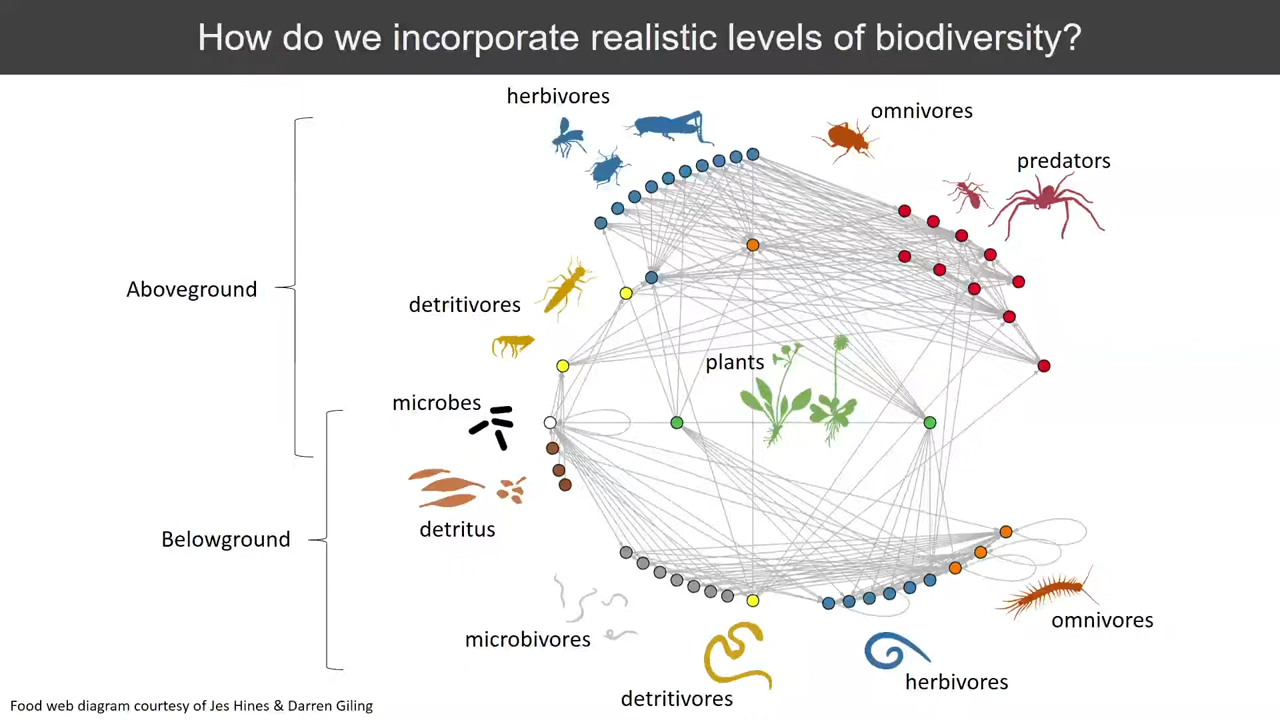 How do we incorporate realistic levels of biodiversity?
herbivores
omnivores
predators
Aboveground
detritivores
plants
microbes
detritus
Belowground
microbivores
omnivores
detritivores
herbivores
Food web diagram courtesy of Jes Hines & Darren Giling